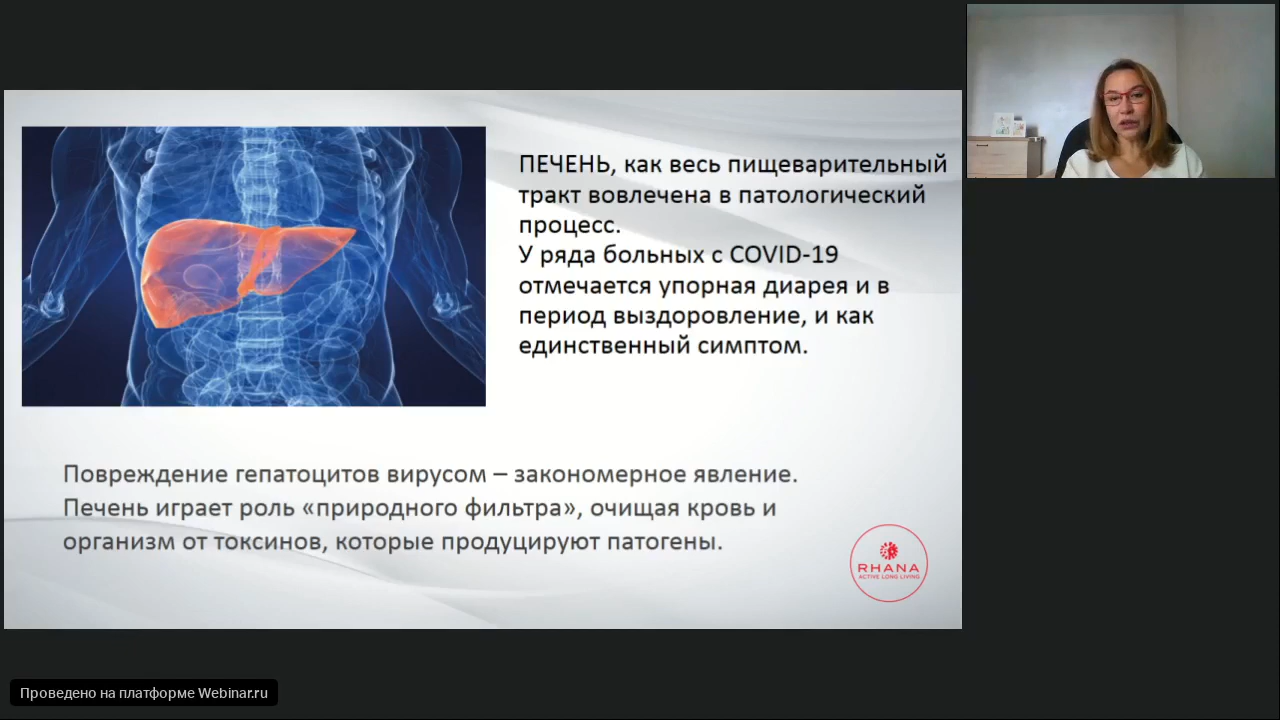 ПЕЧЕНЬ, как весь пищеварительный
тракт вовлечена в патологический
процесс.
У ряда больных с COVID-19
отмечается упорная диарея и в
период выздоровление, и как
единственный симптом.
Повреждение гепатоцитов вирусом – закономерное явление.
Печень играет роль «природного фильтра», очищая кровь и
организм от токсинов, которые продуцируют патогены.
RHANA
ACTIVE LONG LIVING
Проведено на платформе Webinar.ru